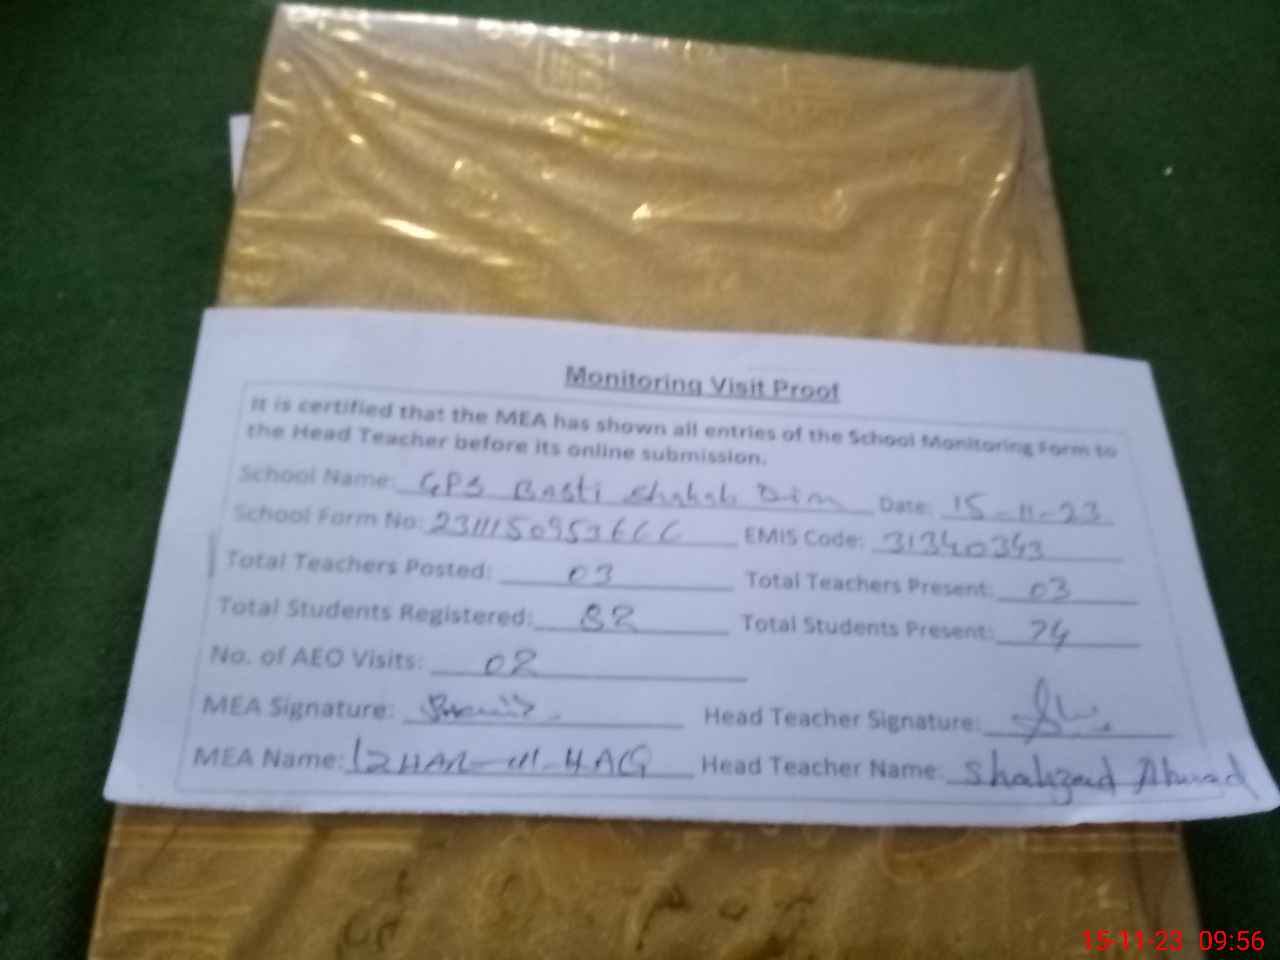 Monitoring Visit Proof
It is certified that the MEA has shown all entries of the School Monitoring Form to
the Head Teacher before its online submission.
School Name: GPS Basti Din Date: 15-11-23
School Form No: EMIS Code: 31340343
Total Teachers Posted: 03 Total Teachers Present: 03
Total Students Registered: 82 Total Students Present: 74
No. of AEO Visits: 02
MEA Signature: Head Teacher Signature:
MEA Name: IZHAR-UL-HAQ Head Teacher Name: Shahzad Ahmad
15-11-23 09:56